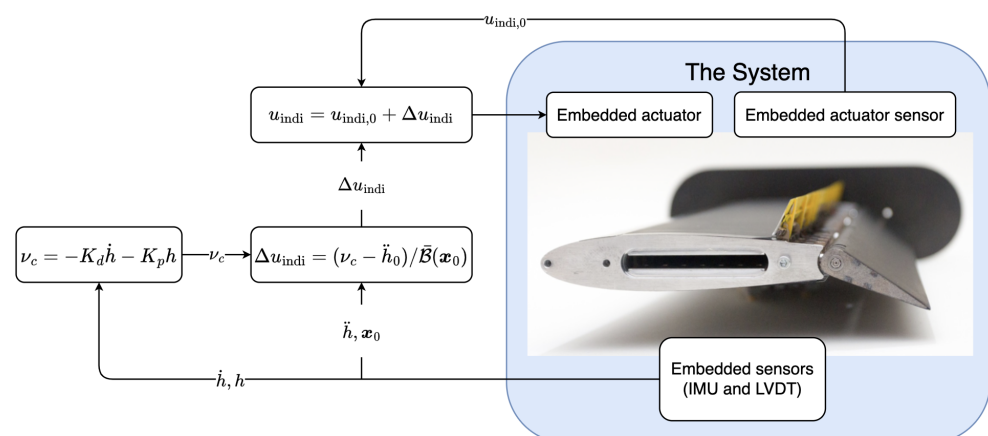 u_indi,0
The System
u_indi = u_indi,0 + Δu_indi
Embedded actuator
Embedded actuator sensor
Δu_indi
ν_c = −K_d ḣ − K_p h
ν_c
Δu_indi = (ν_c − ḧ_0)/B̄(x_0)
ḧ, x_0
Embedded sensors
(IMU and LVDT)
ḣ, h